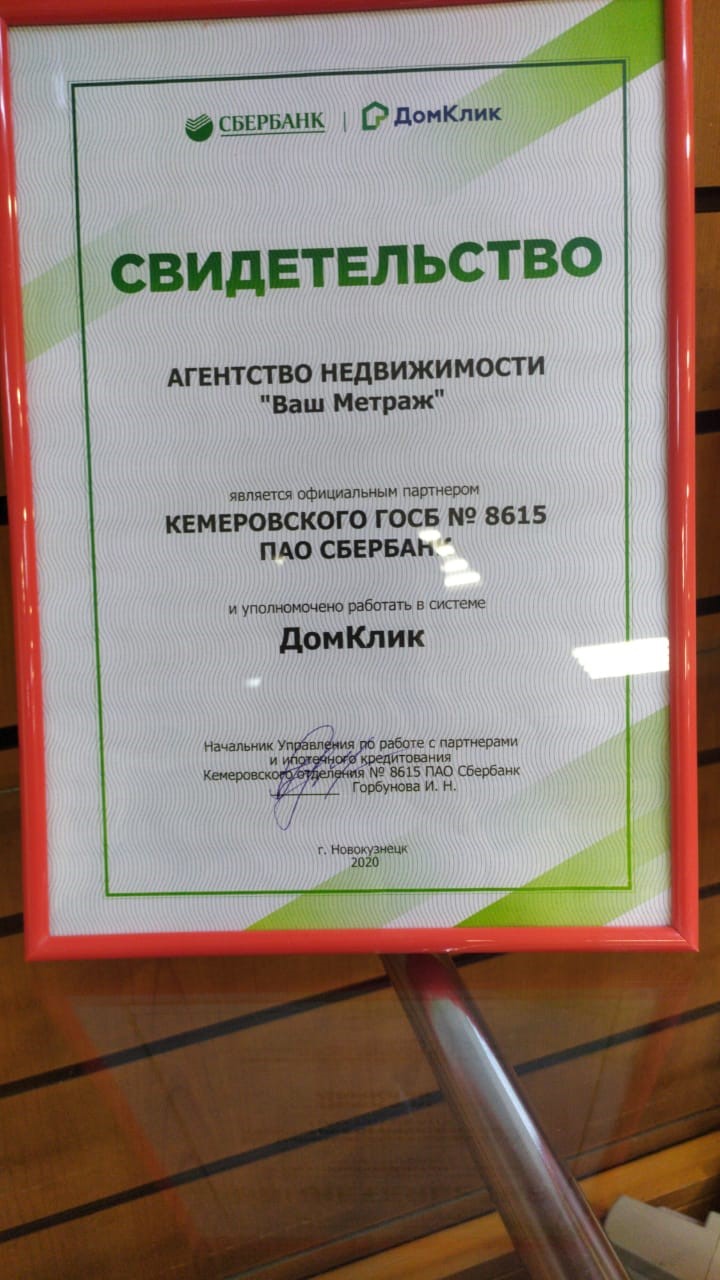 СБЕРБАНК | ДомКлик
СВИДЕТЕЛЬСТВО
АГЕНТСТВО НЕДВИЖИМОСТИ
"Ваш Метраж"
является официальным партнером
КЕМЕРОВСКОГО ГОСБ № 8615
ПАО СБЕРБАНК
и уполномочено работать в системе
ДомКлик
Начальник Управления по работе с партнерами
и ипотечного кредитования
Кемеровского отделения № 8615 ПАО Сбербанк
Горбунова И. Н.
г. Новокузнецк
2020